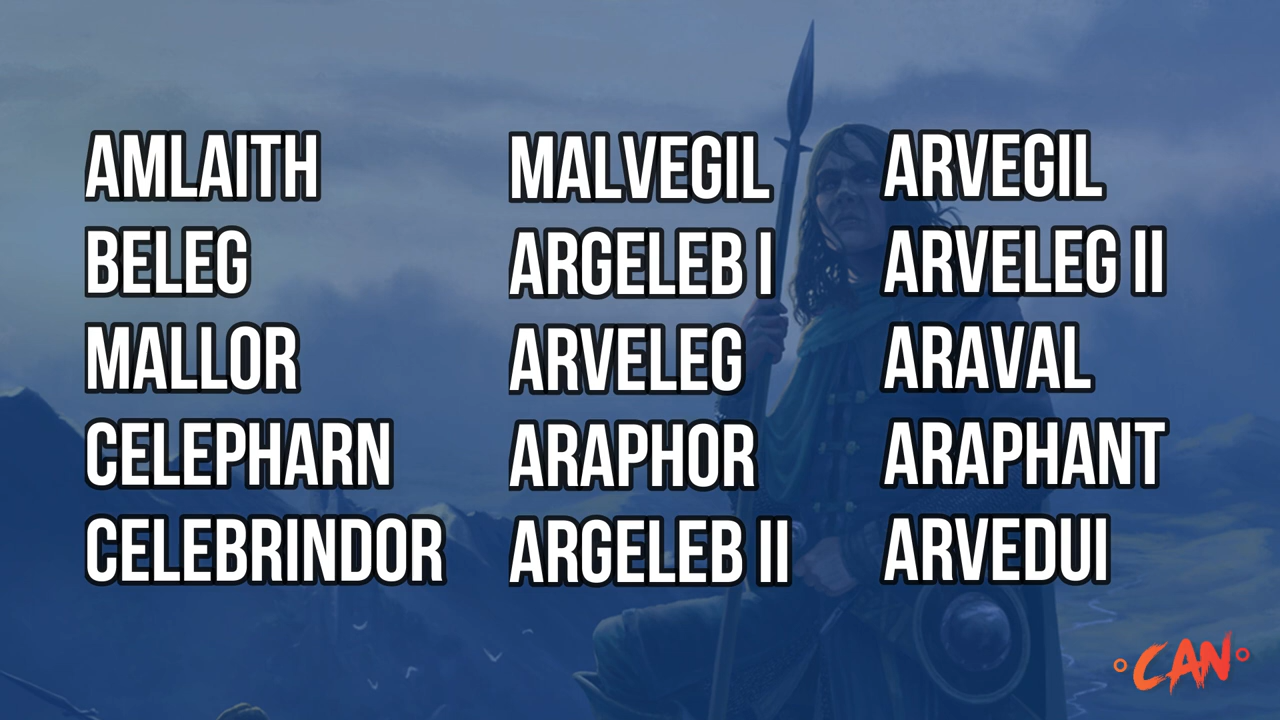 AMLAITH
BELEG
MALLOR
CELEPHARN
CELEBRINDOR
MALVEGIL
ARGELEB I
ARVELEG
ARAPHOR
ARGELEB II
ARVEGIL
ARVELEG II
ARAVAL
ARAPHANT
ARVEDUI
CAN